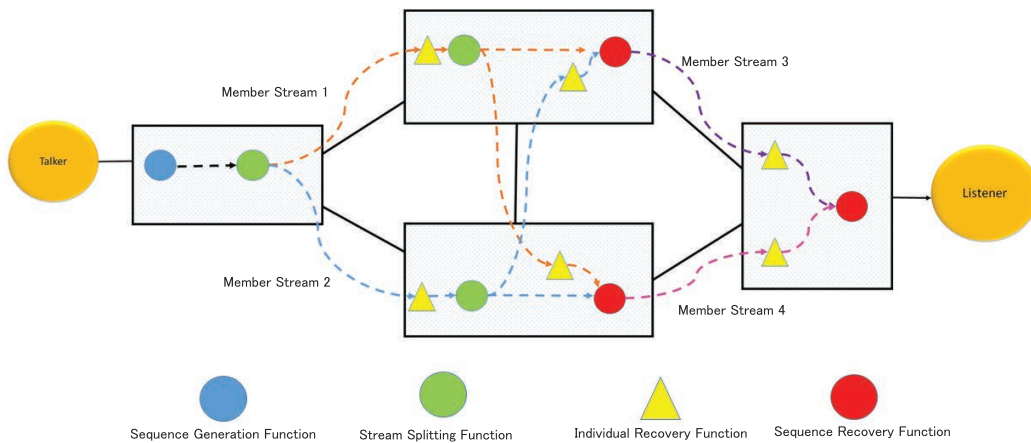 Member Stream 1
Member Stream 3
Talker
Listener
Member Stream 2
Member Stream 4
Sequence Generation Function
Stream Splitting Function
Individual Recovery Function
Sequence Recovery Function